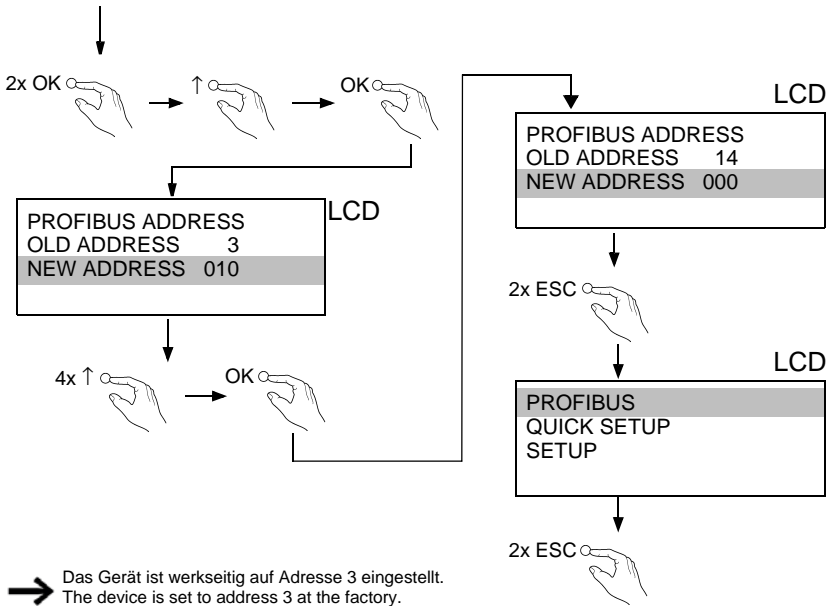 2x OK ↑ OK
LCD
PROFIBUS ADDRESS
OLD ADDRESS 3
NEW ADDRESS 010
4x ↑ OK
LCD
PROFIBUS ADDRESS
OLD ADDRESS 14
NEW ADDRESS 000
2x ESC
LCD
PROFIBUS
QUICK SETUP
SETUP
2x ESC
Das Gerät ist werkseitig auf Adresse 3 eingestellt.
The device is set to address 3 at the factory.